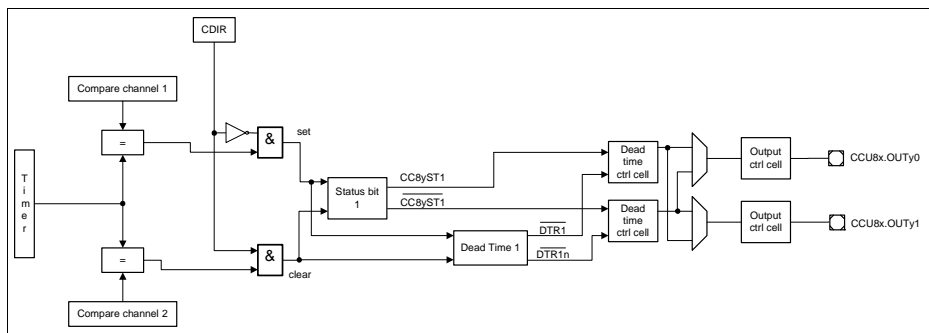 CDIR
Compare channel 1
=
&
set
Timer
Status bit
1
CC8yST1
CC8yST1
Dead
time
ctrl cell
Output
ctrl cell
CCU8x.OUTy0
Dead
time
ctrl cell
Output
ctrl cell
CCU8x.OUTy1
Dead Time 1
DTR1
DTR1n
=
&
clear
Compare channel 2